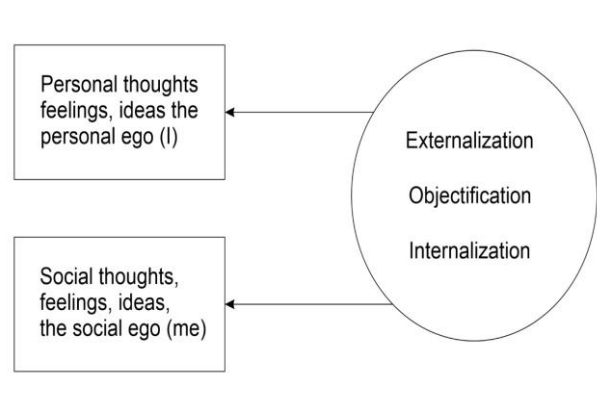 Personal thoughts
feelings, ideas the
personal ego (I)
Externalization
Objectification
Internalization
Social thoughts,
feelings, ideas,
the social ego (me)